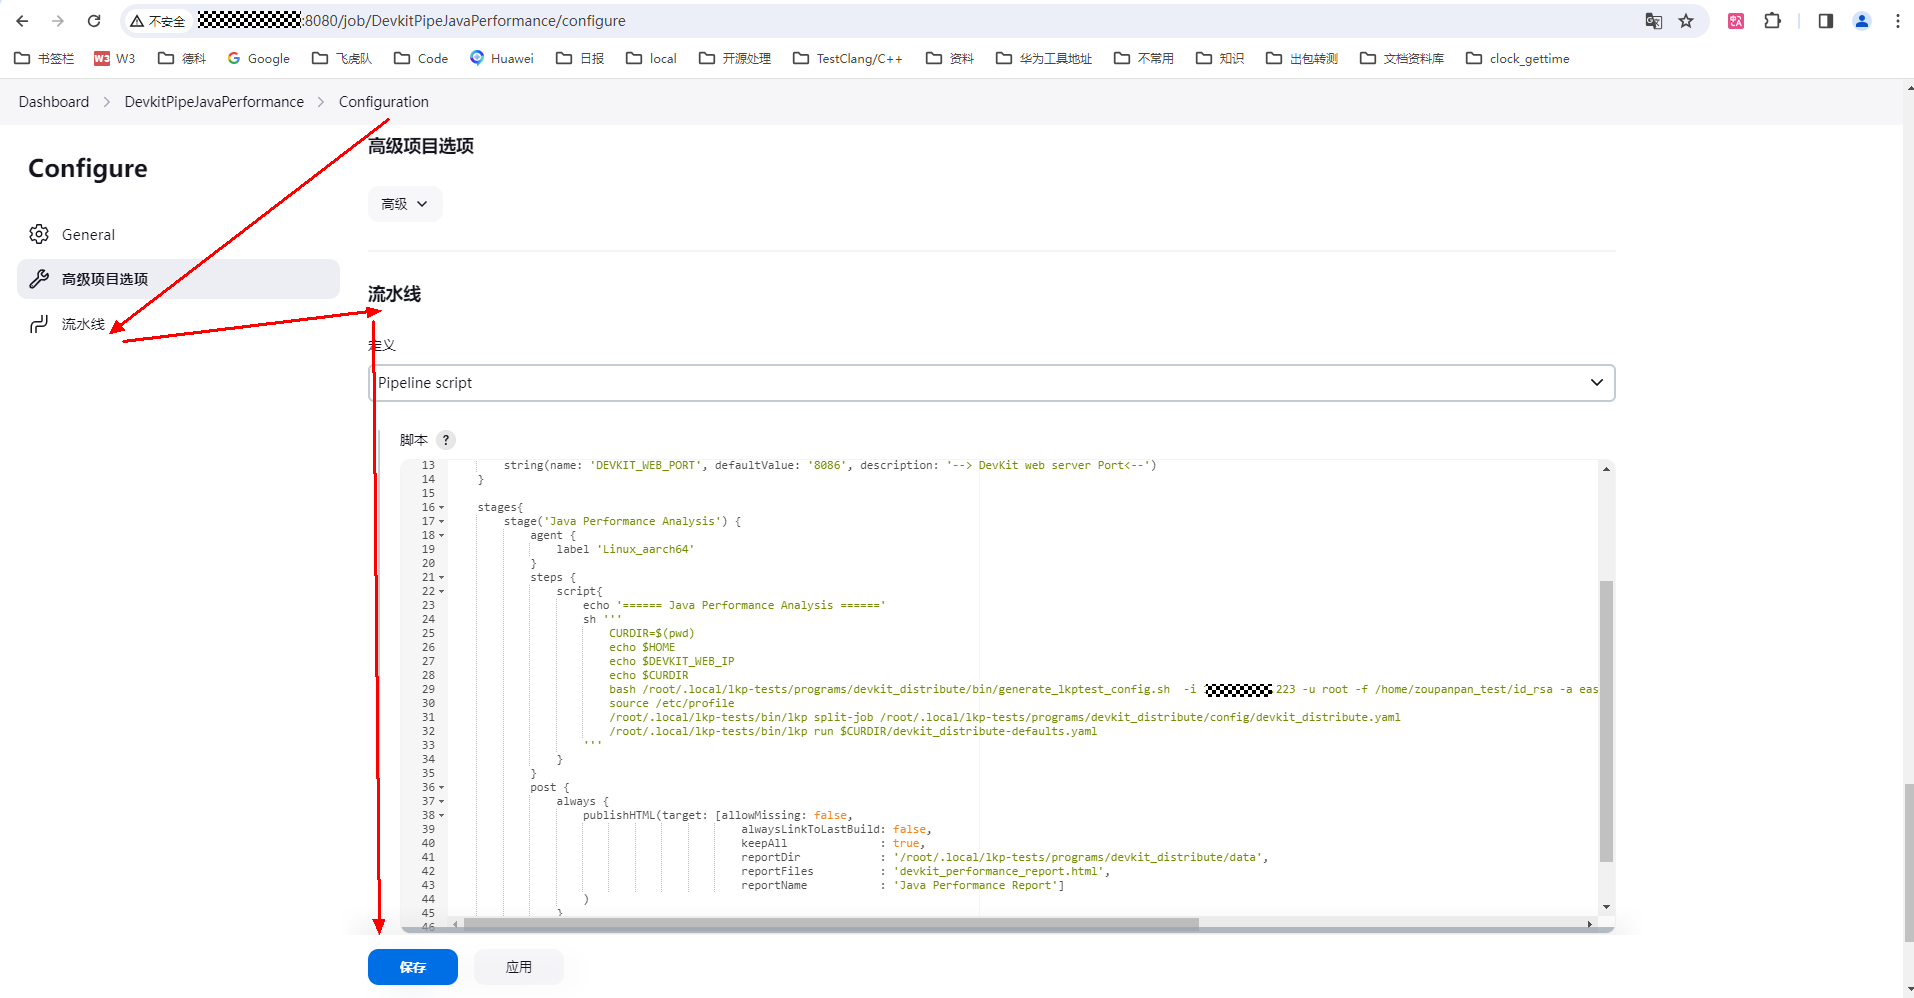 不安全 :8080/job/DevkitPipeJavaPerformance/configure
书签栏 W3 W3 德科 Google 飞虎队 Code Huawei 日报 local 开源处理 TestClang/C++ 资料 华为工具地址 不常用 知识 出包转测 文档资料库 clock_gettime
Dashboard DevkitPipeJavaPerformance Configuration
Configure
General
高级项目选项
流水线
高级项目选项
高级
流水线
定义
Pipeline script
脚本 ?
13 string(name: 'DEVKIT_WEB_PORT', defaultValue: '8086', description: '--> DevKit web server Port<--')
14 }
15
16 stages{
17 stage('Java Performance Analysis') {
18 agent {
19 label 'Linux_aarch64'
20 }
21 steps {
22 script{
23 echo '====== Java Performance Analysis ======'
24 sh '''
25 CURDIR=$(pwd)
26 echo $HOME
27 echo $DEVKIT_WEB_IP
28 echo $CURDIR
29 bash /root/.local/lkp-tests/programs/devkit_distribute/bin/generate_lkptest_config.sh -i 223 -u root -f /home/zoupanpan_test/id_rsa -a eas
30 source /etc/profile
31 /root/.local/lkp-tests/bin/lkp split-job /root/.local/lkp-tests/programs/devkit_distribute/config/devkit_distribute.yaml
32 /root/.local/lkp-tests/bin/lkp run $CURDIR/devkit_distribute-defaults.yaml
33 '''
34 }
35 }
36 post {
37 always {
38 publishHTML(target: [allowMissing: false,
39 alwaysLinkToLastBuild: false,
40 keepAll : true,
41 reportDir : '/root/.local/lkp-tests/programs/devkit_distribute/data',
42 reportFiles : 'devkit_performance_report.html',
43 reportName : 'Java Performance Report']
44 )
45 }
46
保存 应用